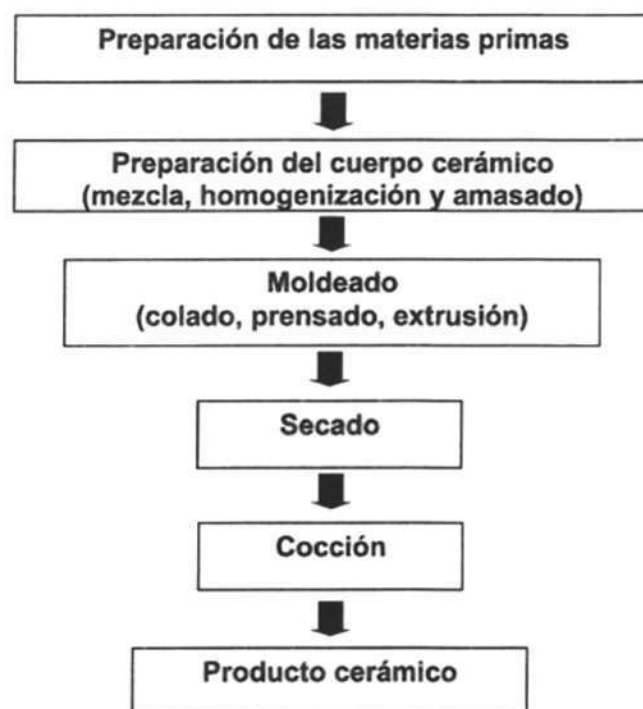 Preparación de las materias primas
Preparación del cuerpo cerámico
(mezcla, homogenización y amasado)
Moldeado
(colado, prensado, extrusión)
Secado
Cocción
Producto cerámico